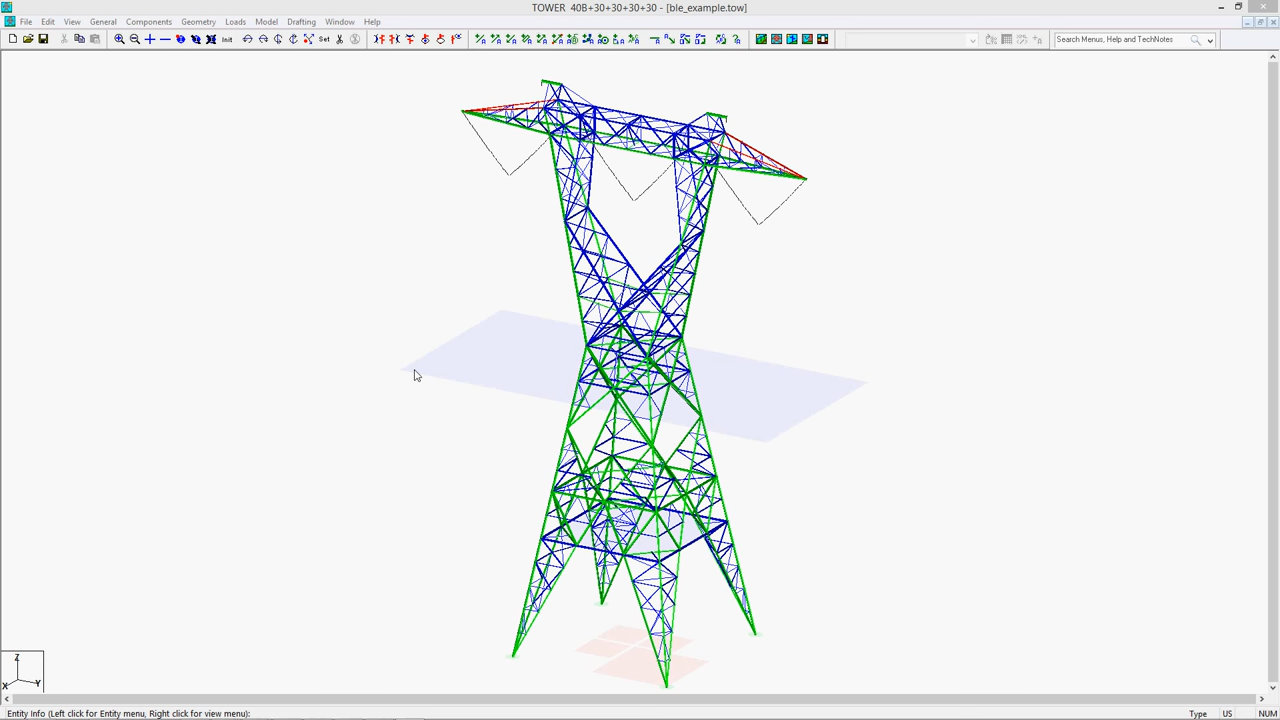 TOWER  40B+30+30+30+30 - [ble_example.tow]
File Edit View General Components Geometry Loads Model Drafting Window Help
Init Set Search Menus, Help and TechNotes
Z
X Y
Entity Info (Left click for Entity menu, Right click for view menu): Type US NUM